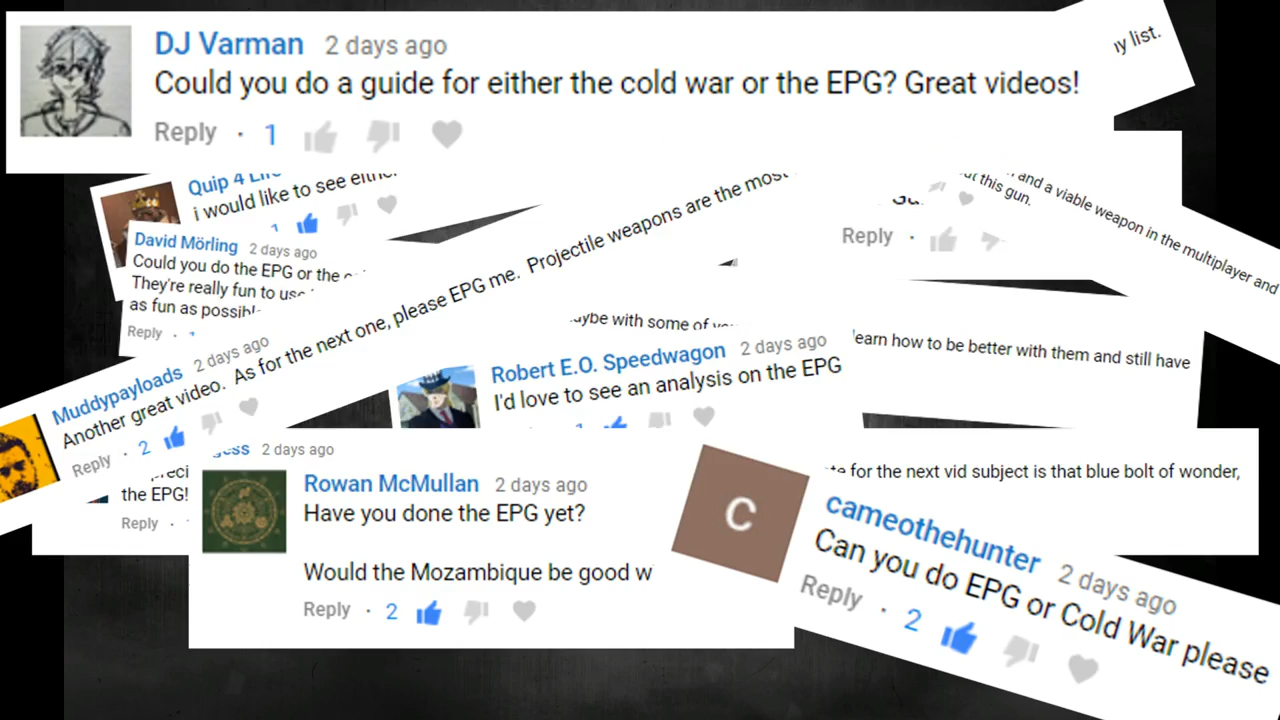 DJ Varman 2 days ago
Could you do a guide for either the cold war or the EPG? Great videos!
Reply · 1
y list.
Quip 4
i would like to see
1
David Mörling 2 days ago
Could you do the EPG or the
They're really fun to
as fun as
Reply ·
and a viable weapon in the multiplayer and
this gun.
Reply ·
Muddypayloads 2 days ago
Another great video. As for the next one, please EPG me. Projectile weapons are the most
Reply · 2
with some of
earn how to be better with them and still have
Robert E.O. Speedwagon 2 days ago
I'd love to see an analysis on the EPG
2 days ago
the EPG!
Reply ·
Rowan McMullan 2 days ago
Have you done the EPG yet?
Would the Mozambique be good w
Reply · 2
for the next vid subject is that blue bolt of wonder,
C
cameothehunter 2 days ago
Can you do EPG or Cold War please
Reply · 2